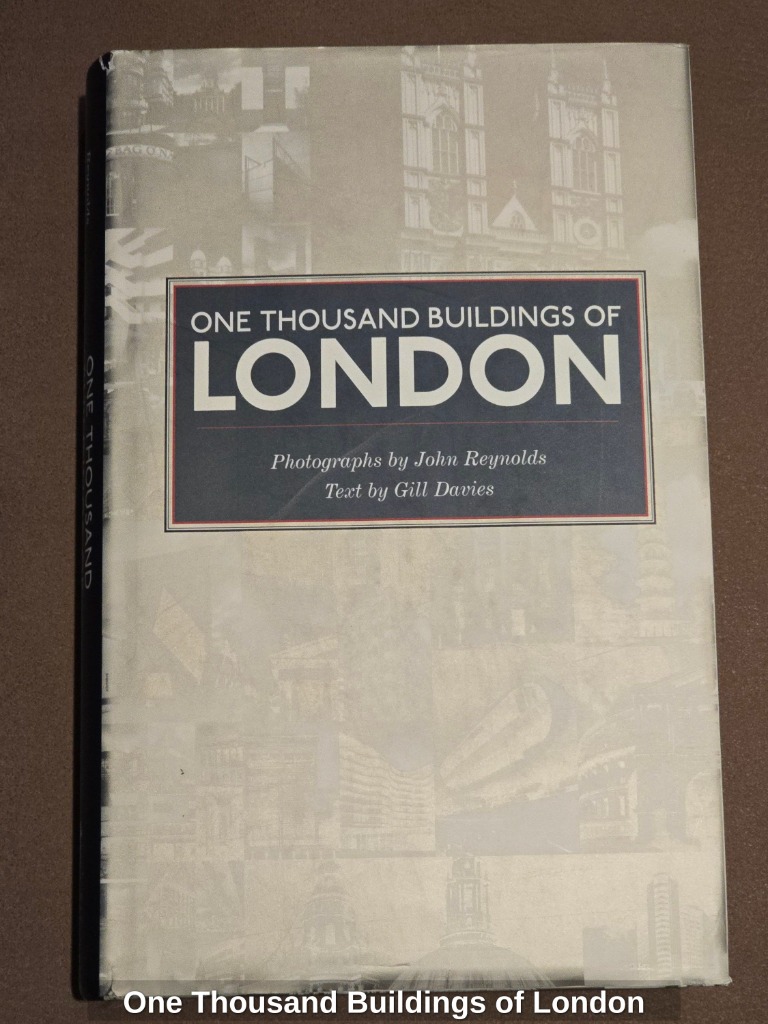 ONE THOUSAND BUILDINGS OF
LONDON
Photographs by John Reynolds
Text by Gill Davies
Reynolds
ONE THOUSAND
One Thousand Buildings of London